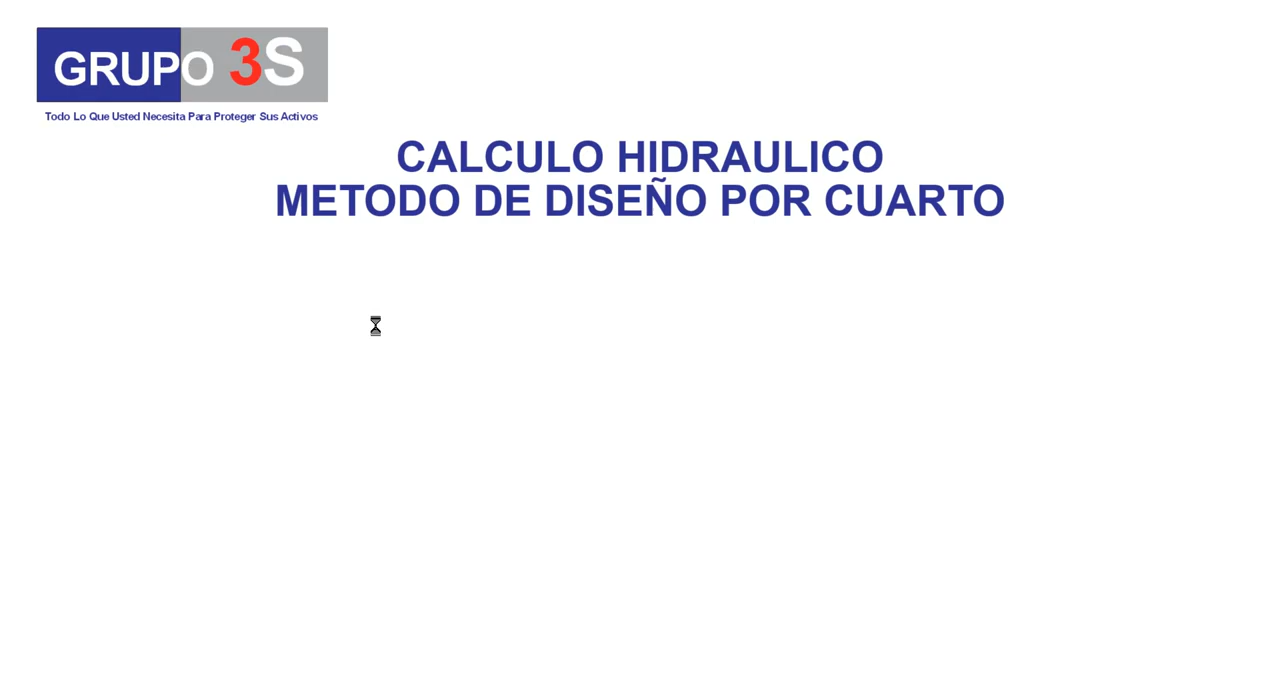 GRUPO 3S
Todo Lo Que Usted Necesita Para Proteger Sus Activos
CALCULO HIDRAULICO
METODO DE DISEÑO POR CUARTO